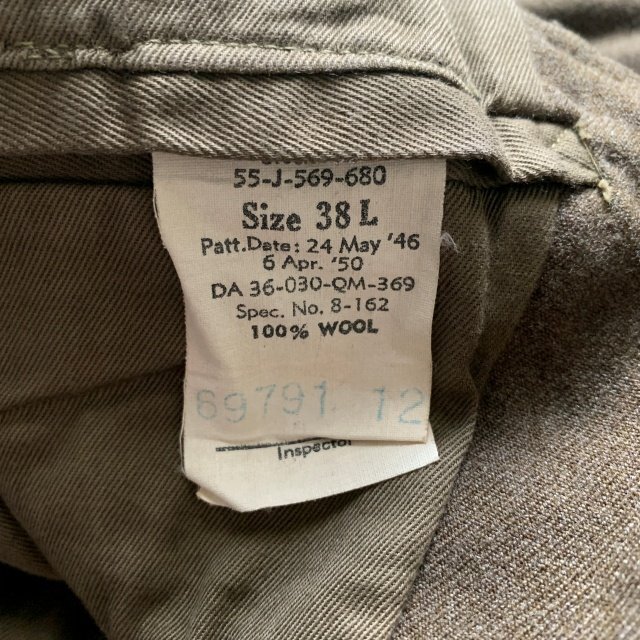 55-J-569-680
Size 38 L
Patt. Date: 24 May '46
6 Apr. '50
DA 36-030-QM-369
Spec. No. 8-162
100% WOOL
69791 12
Inspector